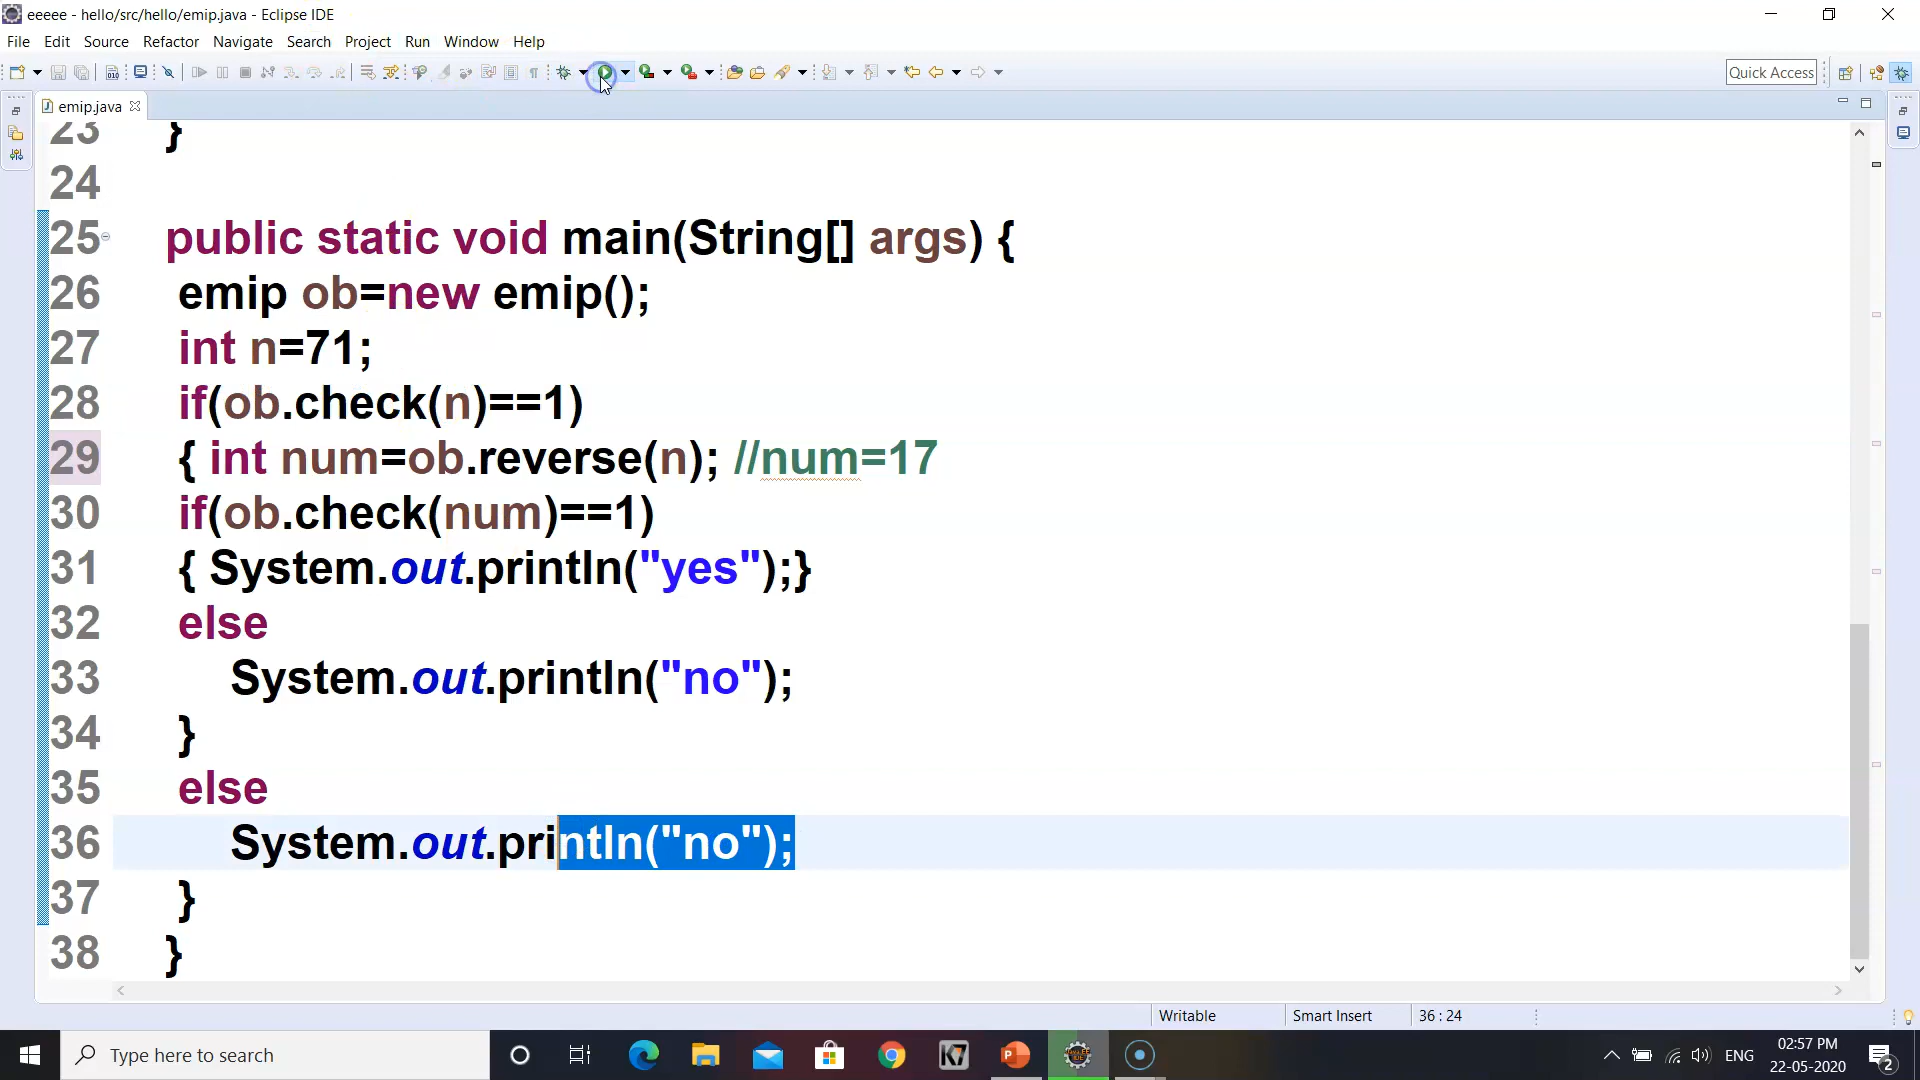 eeeee - hello/src/hello/emip.java - Eclipse IDE
File Edit Search Refactor Navigate Search Project Run Window Help
Quick Access
emip.java
23 }
24
25 public static void main(String[] args) {
26 emip ob=new emip();
27 int n=71;
28 if(ob.check(n)==1)
29 { int num=ob.reverse(n); //num=17
30 if(ob.check(num)==1)
31 { System.out.println("yes");}
32 else
33 System.out.println("no");
34 }
35 else
36 System.out.println("no");
37 }
38 }
Writable Smart Insert 36 : 24
Type here to search
K7
P
ENG
02:57 PM
22-05-2020
2